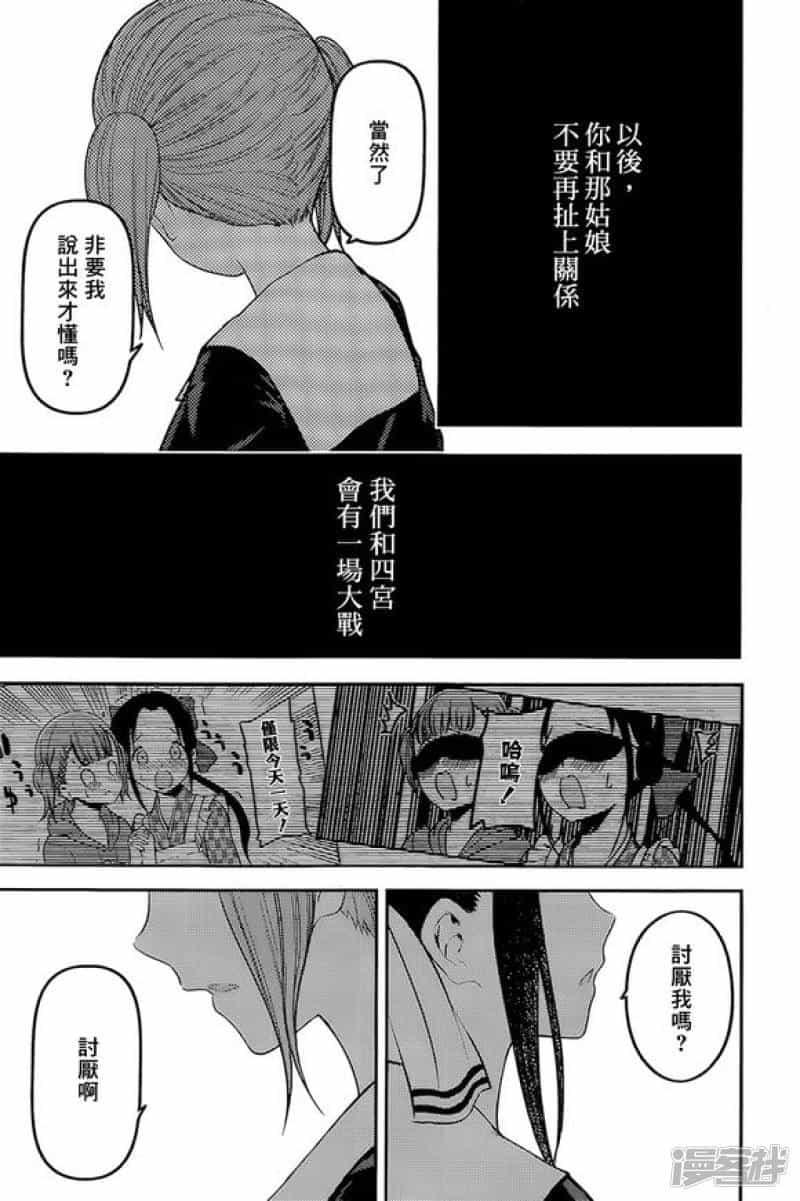 以後，
你和那姑娘
不要再扯上關係
當然了
非要我
說出來才懂嗎？
我們和四宮
會有一場大戰
哈嗚
僅限今天一天！
討厭我嗎？
討厭啊
漫客栈